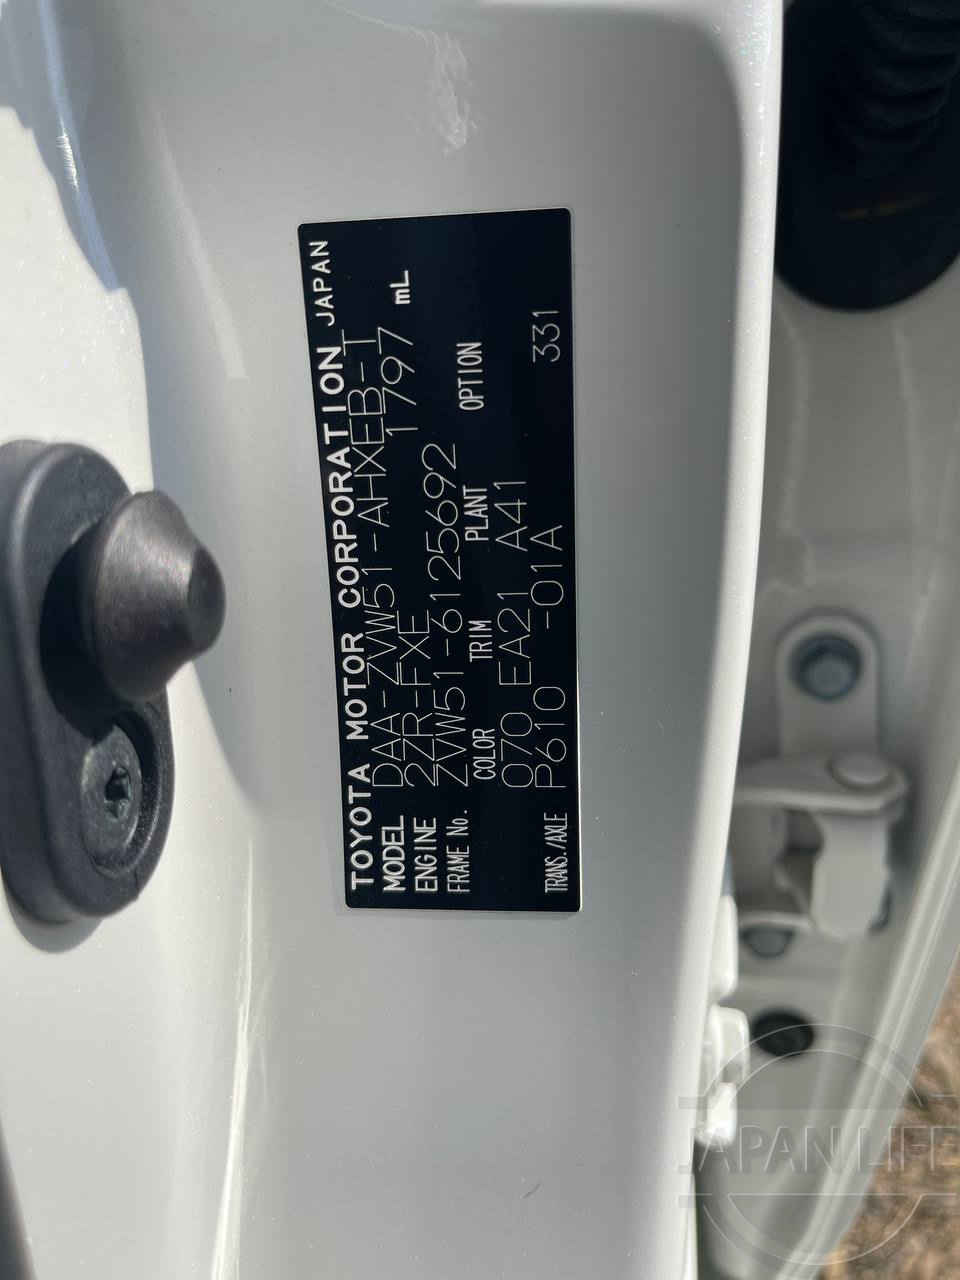 TOYOTA MOTOR CORPORATION JAPAN
MODEL DAA-ZVW51-AHXEB-T
ENGINE 2ZR-FXE 1797 mL
FRAME No. ZVW51-6125692
COLOR TRIM PLANT OPTION
070 EA21 A41 331
TRANS./AXLE P610 -01A
JAPAN LIFE